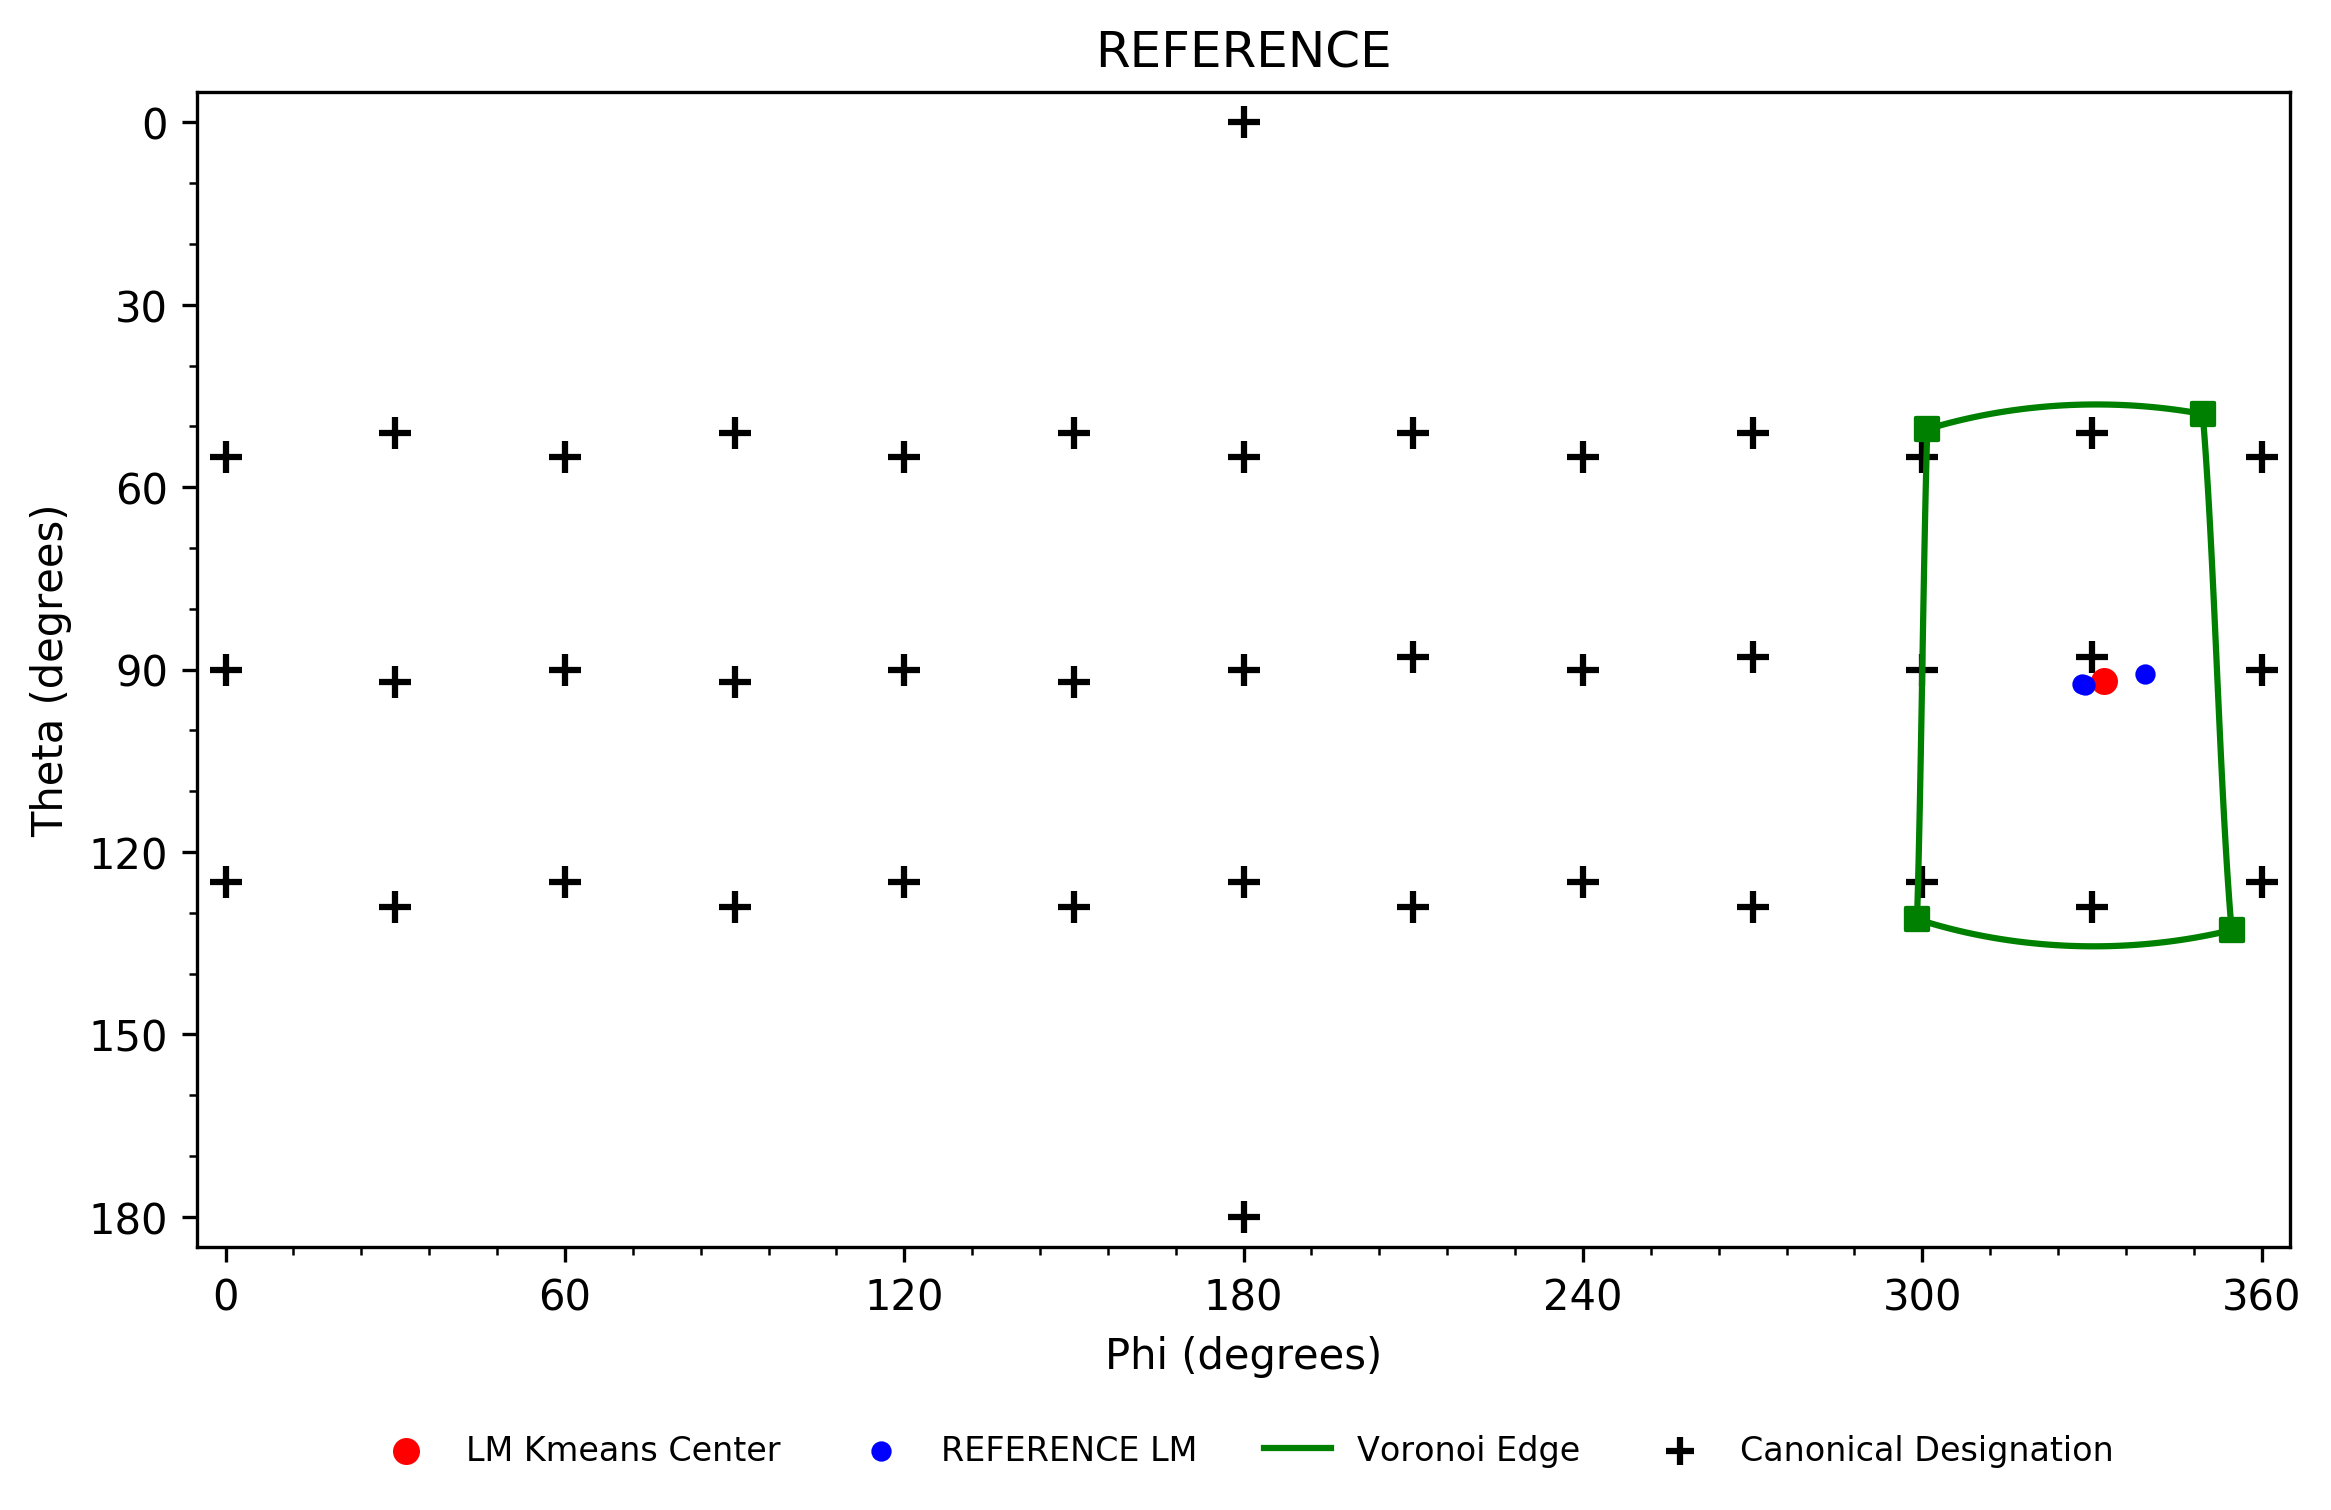 REFERENCE
0
30
60
90
120
150
180
Theta (degrees)
0 60 120 180 240 300 360
Phi (degrees)
LM Kmeans Center REFERENCE LM Voronoi Edge Canonical Designation